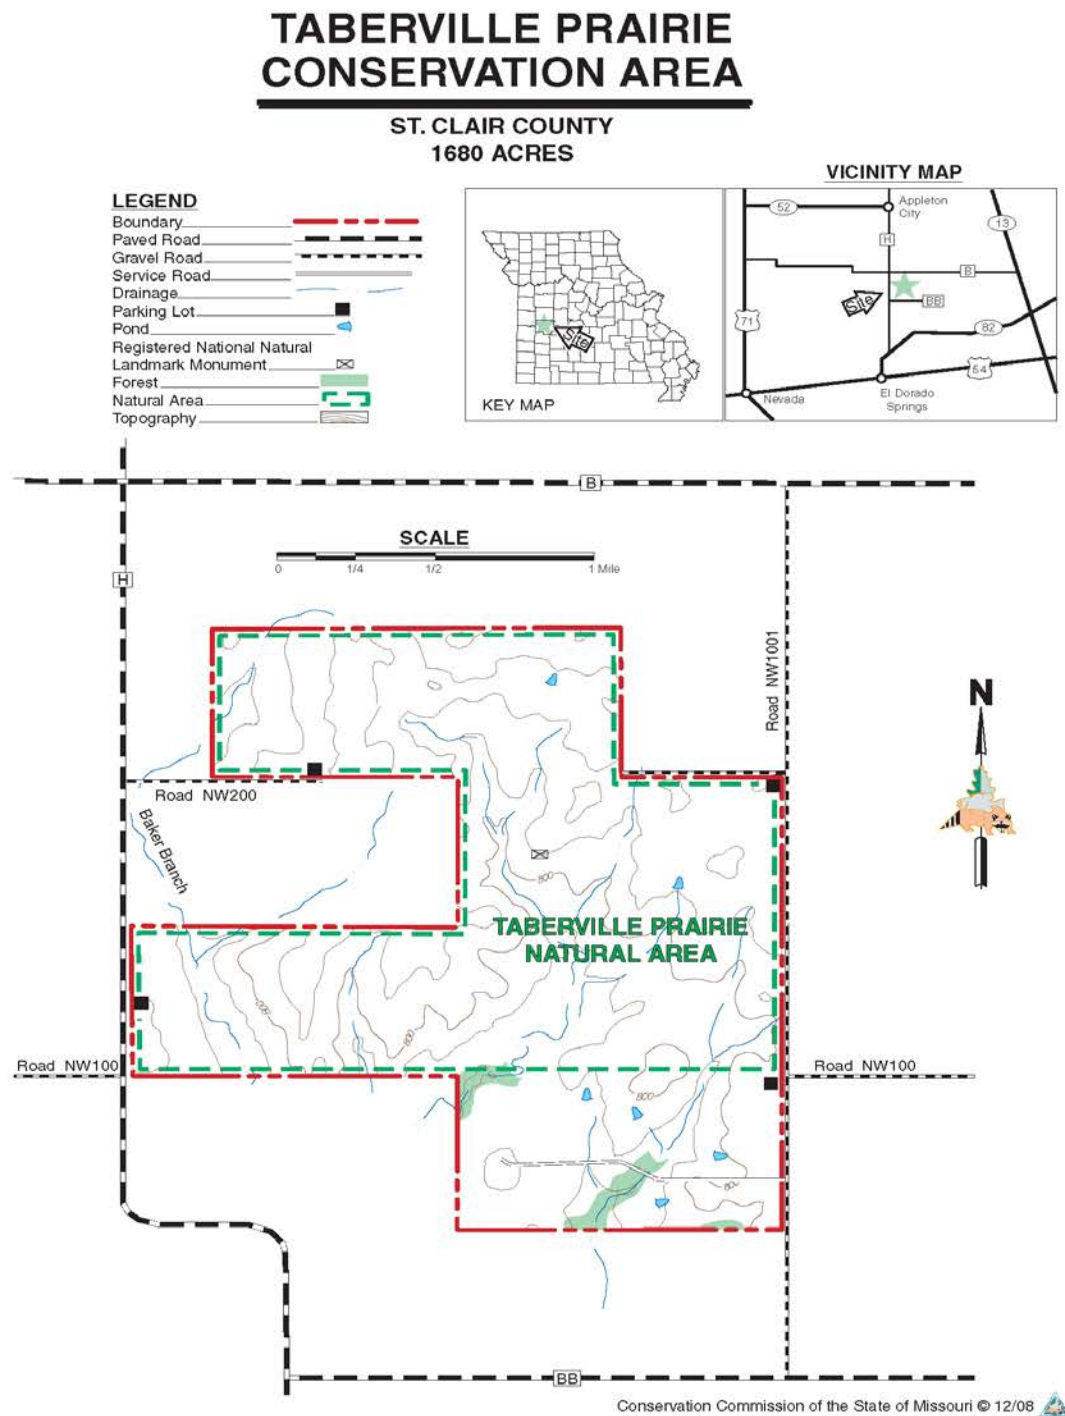 TABERVILLE PRAIRIE
CONSERVATION AREA
ST. CLAIR COUNTY
1680 ACRES
LEGEND
Boundary
Paved Road
Gravel Road
Service Road
Drainage
Parking Lot
Pond
Registered National Natural
Landmark Monument
Forest
Natural Area
Topography
KEY MAP
Site
VICINITY MAP
52
Appleton
City
13
H
B
Site
BB
71
82
54
Nevada
El Dorado
Springs
B
SCALE
0 1/4 1/2 1 Mile
H
Road NW1001
N
Road NW200
Baker Branch
800
TABERVILLE PRAIRIE
NATURAL AREA
800
800
Road NW100
Road NW100
800
800
BB
Conservation Commission of the State of Missouri © 12/08